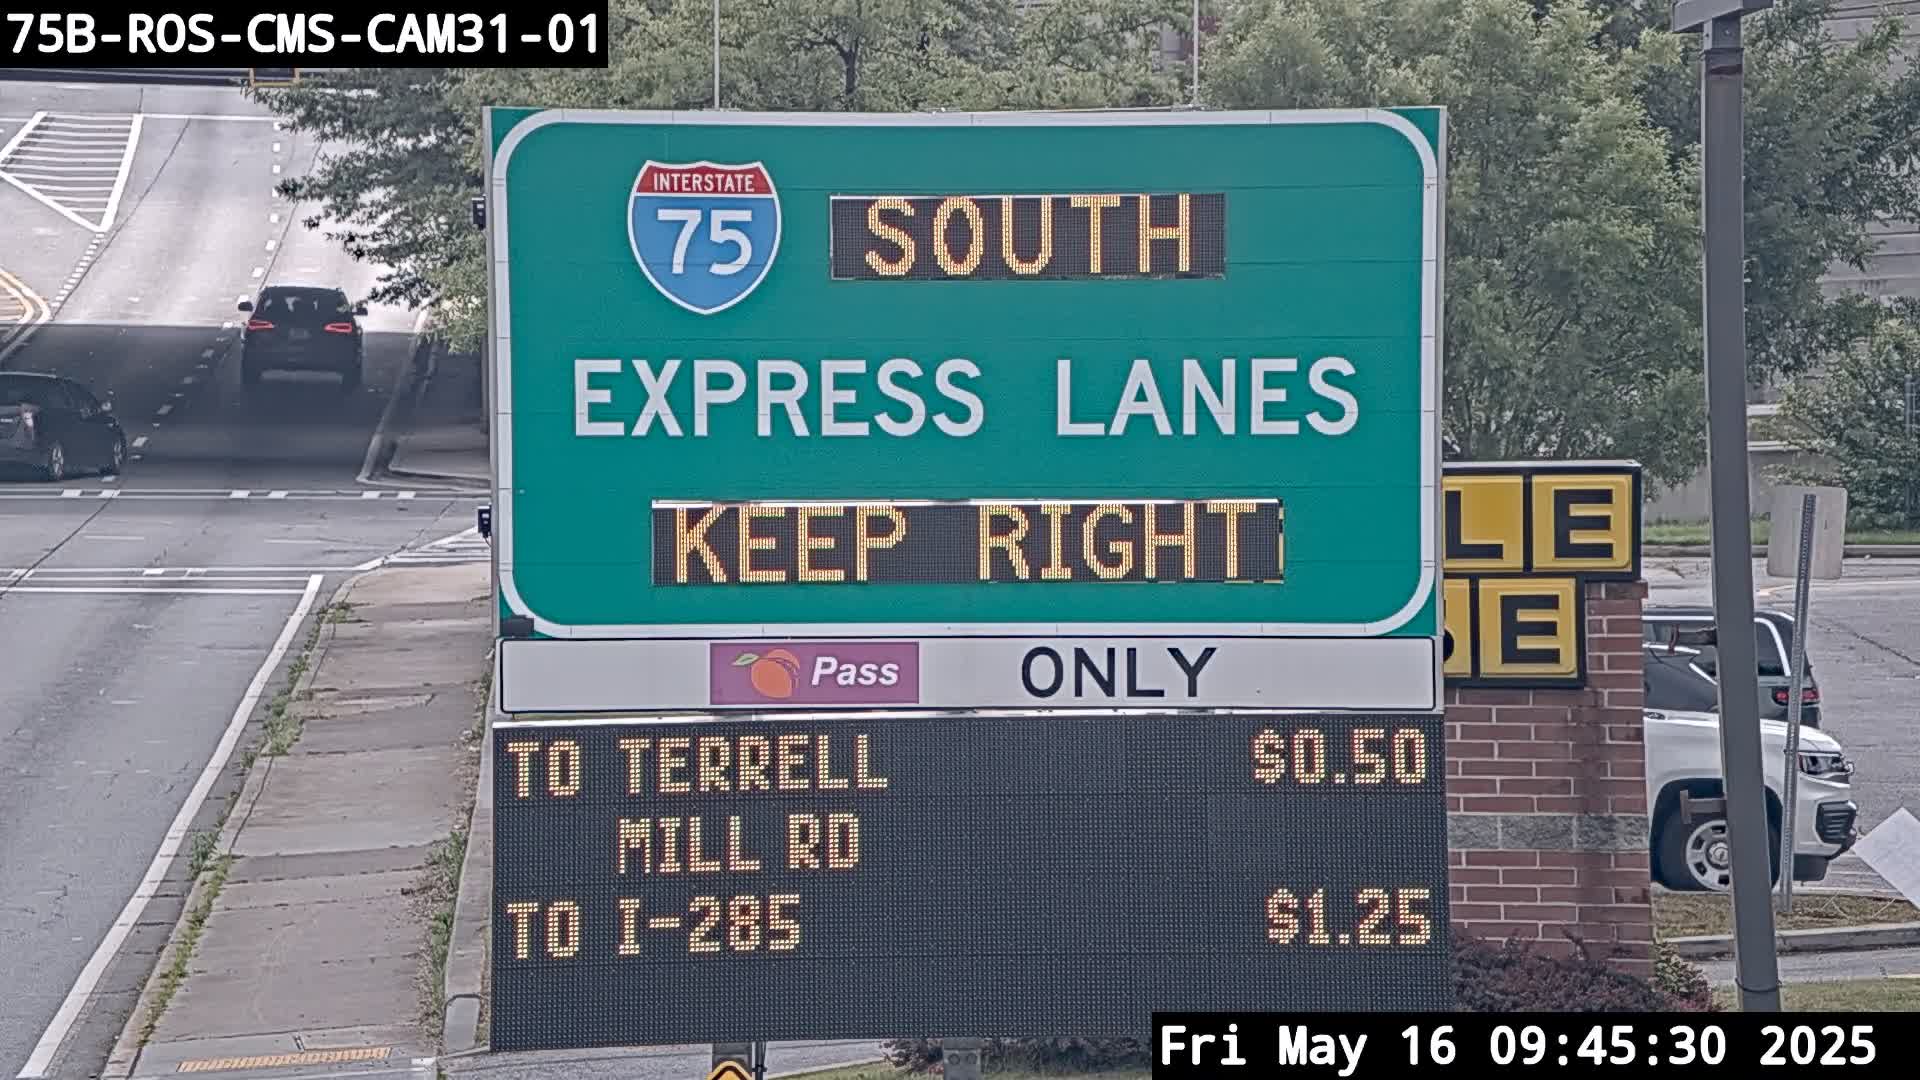 75B-ROS-CMS-CAM31-01
INTERSTATE
75
SOUTH
EXPRESS LANES
KEEP RIGHT
LE
E
Pass ONLY
TO TERRELL $0.50
MILL RD
TO I-285 $1.25
Fri May 16 09:45:30 2025